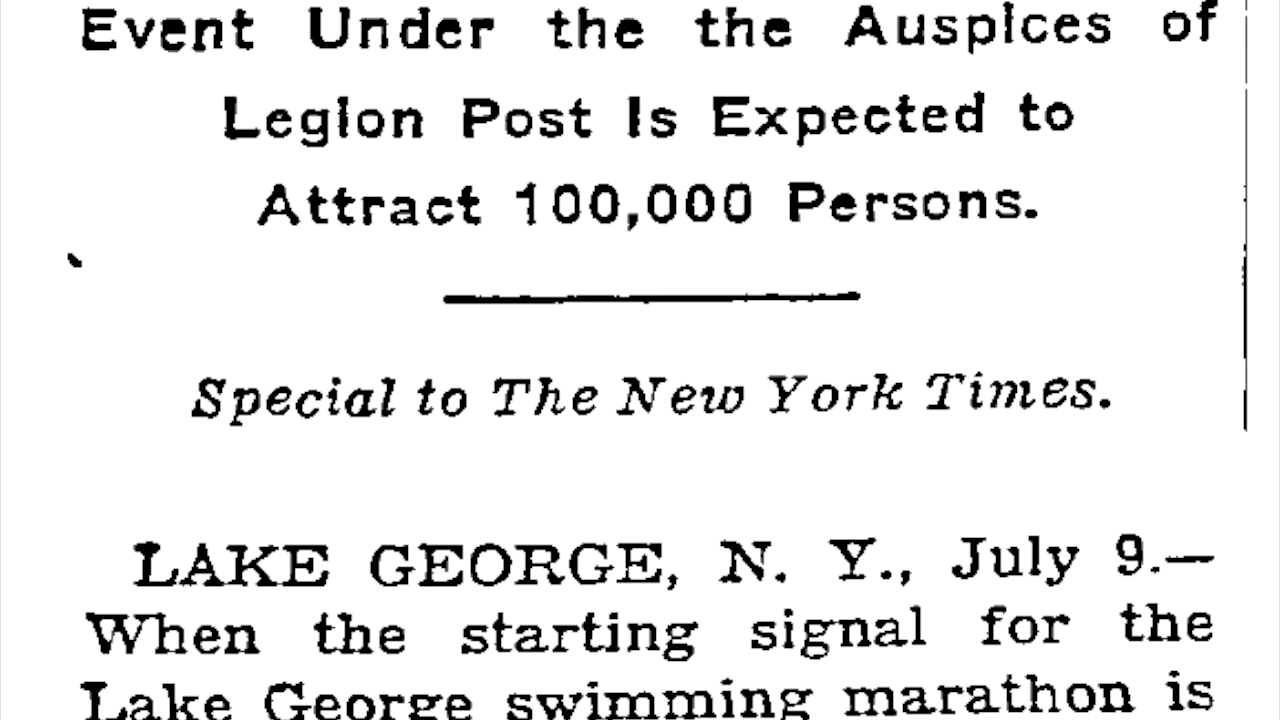 Event Under the the Auspices of
Legion Post Is Expected to
Attract 100,000 Persons.
Special to The New York Times.
LAKE GEORGE, N. Y., July 9.—
When the starting signal for the
Lake George swimming marathon is